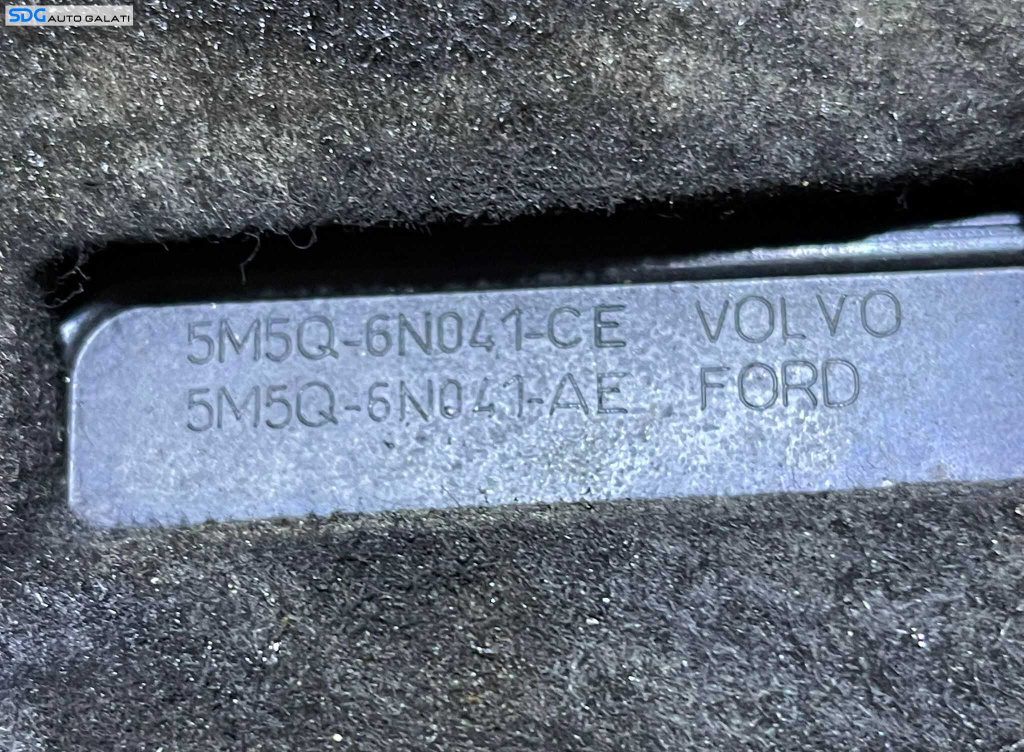 SDG AUTO GALATI
5M5Q-6N041-CE VOLVO
5M5Q-6N041-AE FORD